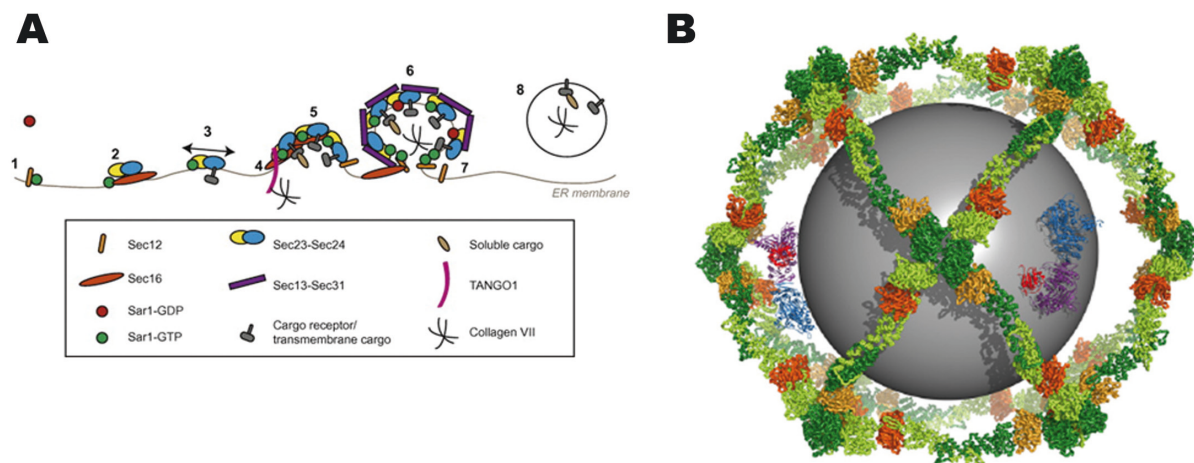 A
B
6
8
5
3
2
4
1
7
ER membrane
Sec12
Sec23-Sec24
Soluble cargo
Sec16
Sec13-Sec31
TANGO1
Sar1-GDP
Sar1-GTP
Cargo receptor/
transmembrane cargo
Collagen VII